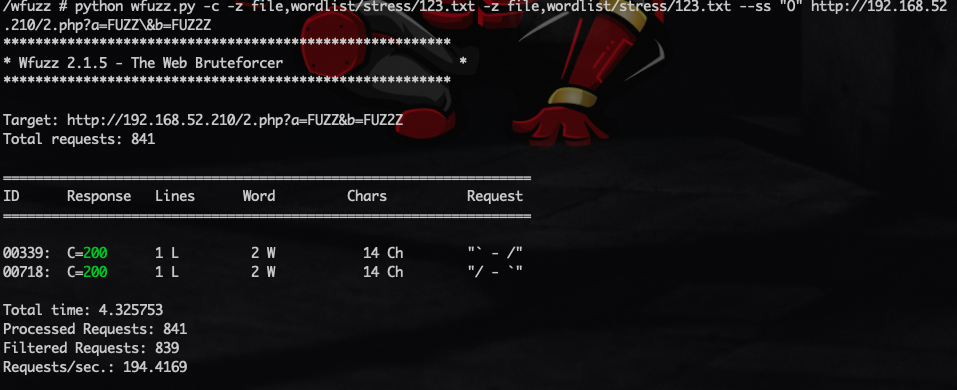 /wfuzz # python wfuzz.py -c -z file,wordlist/stress/123.txt -z file,wordlist/stress/123.txt --ss "0" http://192.168.52
.210/2.php?a=FUZZ\&b=FUZ2Z
********************************************************
* Wfuzz 2.1.5 - The Web Bruteforcer                      *
********************************************************
Target: http://192.168.52.210/2.php?a=FUZZ&b=FUZ2Z
Total requests: 841
==================================================================
ID      Response   Lines      Word         Chars          Request
==================================================================
00339:  C=200      1 L        2 W          14 Ch        "` - /"
00718:  C=200      1 L        2 W          14 Ch        "/ - `"
Total time: 4.325753
Processed Requests: 841
Filtered Requests: 839
Requests/sec.: 194.4169